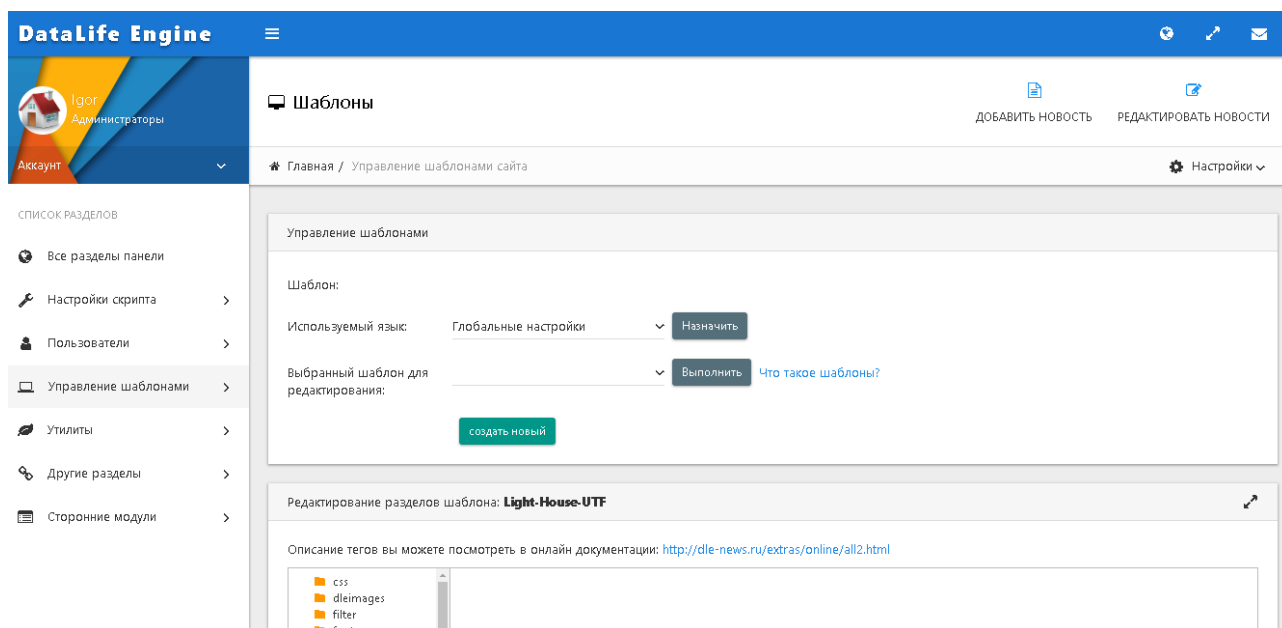 DataLife Engine
Igor
Администраторы
Аккаунт
СПИСОК РАЗДЕЛОВ
Все разделы панели
Настройки скрипта
Пользователи
Управление шаблонами
Утилиты
Другие разделы
Сторонние модули
Шаблоны
ДОБАВИТЬ НОВОСТЬ
РЕДАКТИРОВАТЬ НОВОСТИ
Главная / Управление шаблонами сайта
Настройки
Управление шаблонами
Шаблон:
Используемый язык: Глобальные настройки Назначить
Выбранный шаблон для
редактирования:
Выполнить Что такое шаблоны?
создать новый
Редактирование разделов шаблона: Light-House-UTF
Описание тегов вы можете посмотреть в онлайн документации: http://dle-news.ru/extras/online/all2.html
css
dleimages
filter